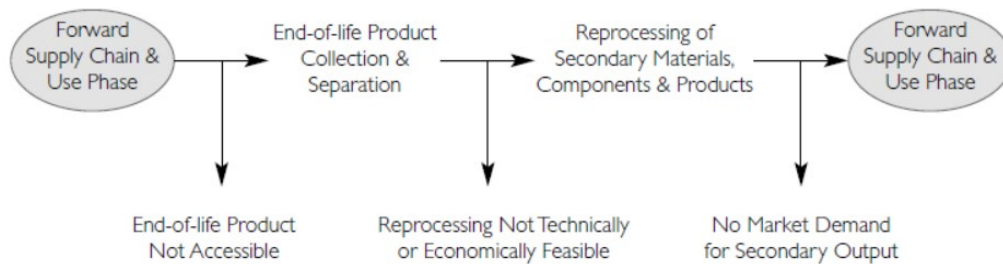 Forward
Supply Chain &
Use Phase
End-of-life Product
Collection &
Separation
Reprocessing of
Secondary Materials,
Components & Products
Forward
Supply Chain &
Use Phase
End-of-life Product
Not Accessible
Reprocessing Not Technically
or Economically Feasible
No Market Demand
for Secondary Output